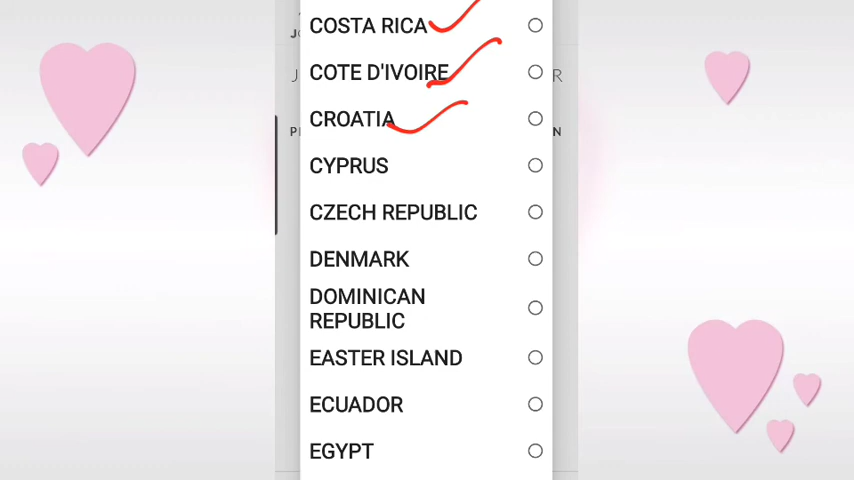 COSTA RICA
COTE D'IVOIRE
CROATIA
CYPRUS
CZECH REPUBLIC
DENMARK
DOMINICAN
REPUBLIC
EASTER ISLAND
ECUADOR
EGYPT